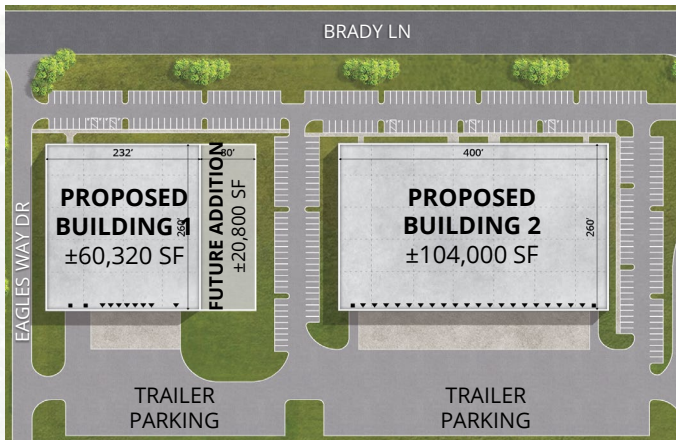 BRADY LN
EAGLES WAY DR
232'
80'
400'
PROPOSED
BUILDING 1
±60,320 SF
260'
FUTURE ADDITION
±20,800 SF
PROPOSED
BUILDING 2
±104,000 SF
260'
TRAILER
PARKING
TRAILER
PARKING